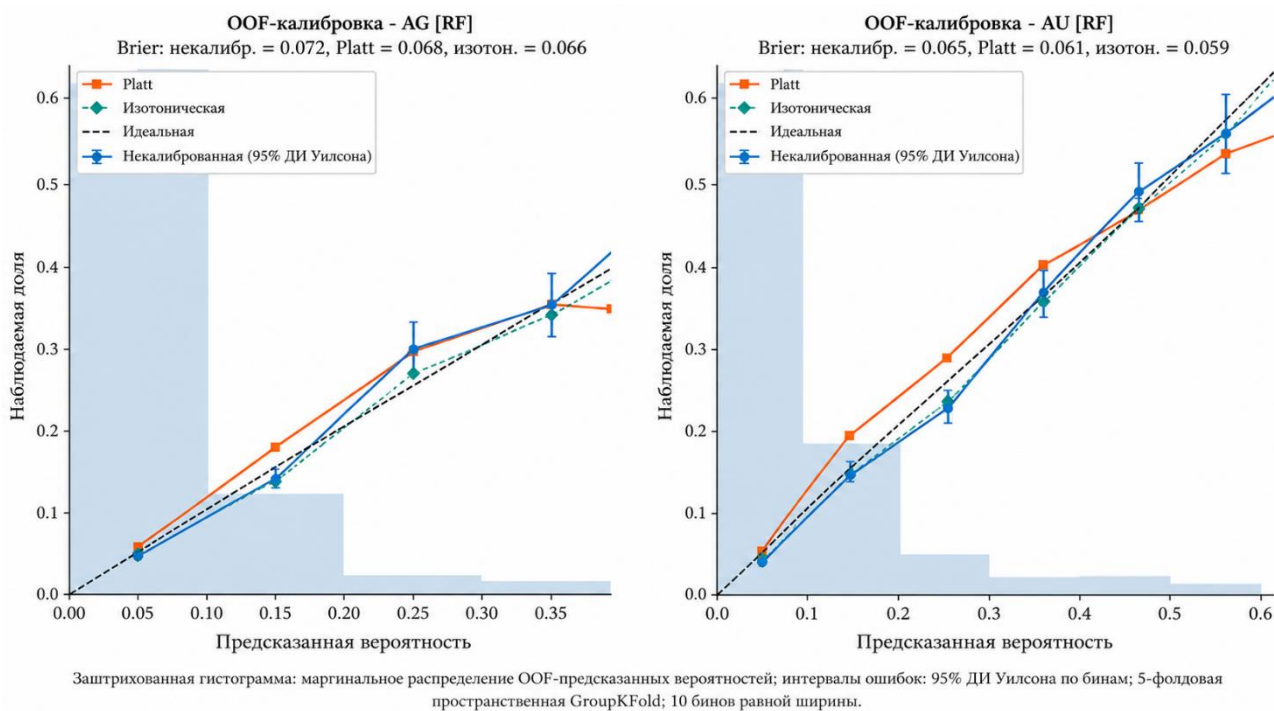 OOF-калибровка - AG [RF]
Brier: некалибр. = 0.072, Platt = 0.068, изотон. = 0.066
Platt
Изотоническая
Идеальная
Некалиброванная (95% ДИ Уилсона)
Наблюдаемая доля
0.6
0.5
0.4
0.3
0.2
0.1
0.0
0.00 0.05 0.10 0.15 0.20 0.25 0.30 0.35
Предсказанная вероятность
OOF-калибровка - AU [RF]
Brier: некалибр. = 0.065, Platt = 0.061, изотон. = 0.059
Platt
Изотоническая
Идеальная
Некалиброванная (95% ДИ Уилсона)
Наблюдаемая доля
0.6
0.5
0.4
0.3
0.2
0.1
0.0
0.0 0.1 0.2 0.3 0.4 0.5 0.6
Предсказанная вероятность
Заштрихованная гистограмма: маргинальное распределение OOF-предсказанных вероятностей; интервалы ошибок: 95% ДИ Уилсона по бинам; 5-фолдовая
пространственная GroupKFold; 10 бинов равной ширины.